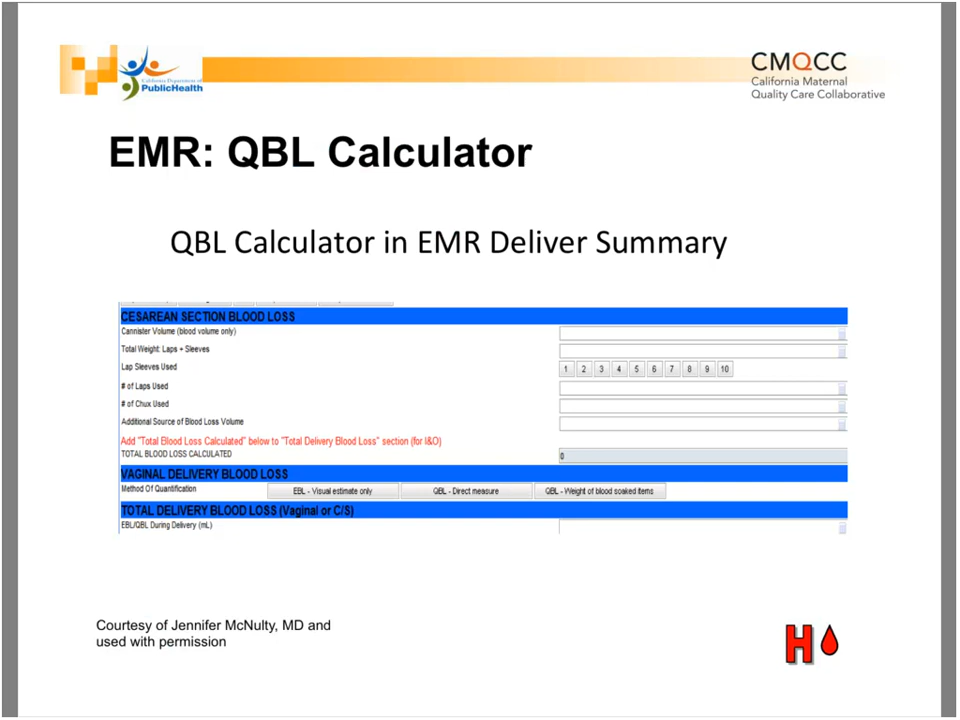 California Department of
PublicHealth
CMQCC
California Maternal
Quality Care Collaborative
EMR: QBL Calculator
QBL Calculator in EMR Deliver Summary
CESAREAN SECTION BLOOD LOSS
Cannister Volume (blood volume only)
Total Weight: Laps + Sleeves
Lap Sleeves Used 1 2 3 4 5 6 7 8 9 10
# of Laps Used
# of Chux Used
Additional Source of Blood Loss Volume
Add "Total Blood Loss Calculated" below to "Total Delivery Blood Loss" section (for I&O)
TOTAL BLOOD LOSS CALCULATED 0
VAGINAL DELIVERY BLOOD LOSS
Method Of Quantification EBL - Visual estimate only QBL - Direct measure QBL - Weight of blood soaked items
TOTAL DELIVERY BLOOD LOSS (Vaginal or C/S)
EBL/QBL During Delivery (mL)
Courtesy of Jennifer McNulty, MD and
used with permission
H